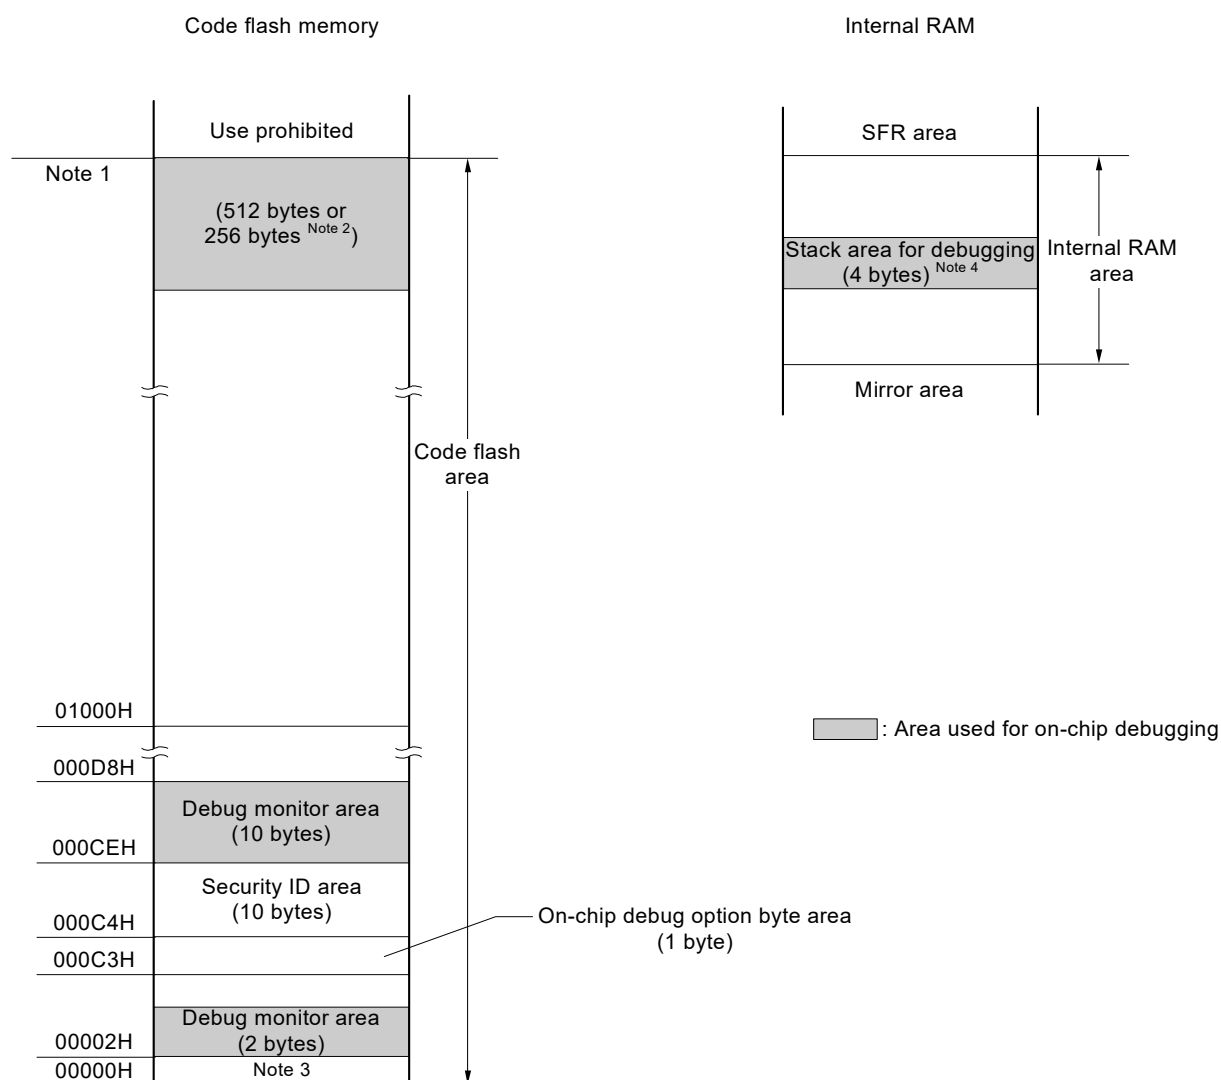 Code flash memory
Internal RAM
Use prohibited
SFR area
Note 1
(512 bytes or
256 bytes Note 2)
Stack area for debugging
(4 bytes) Note 4
Internal RAM
area
Mirror area
Code flash
area
01000H
: Area used for on-chip debugging
000D8H
Debug monitor area
(10 bytes)
000CEH
Security ID area
(10 bytes)
000C4H
On-chip debug option byte area
(1 byte)
000C3H
Debug monitor area
(2 bytes)
00002H
00000H
Note 3